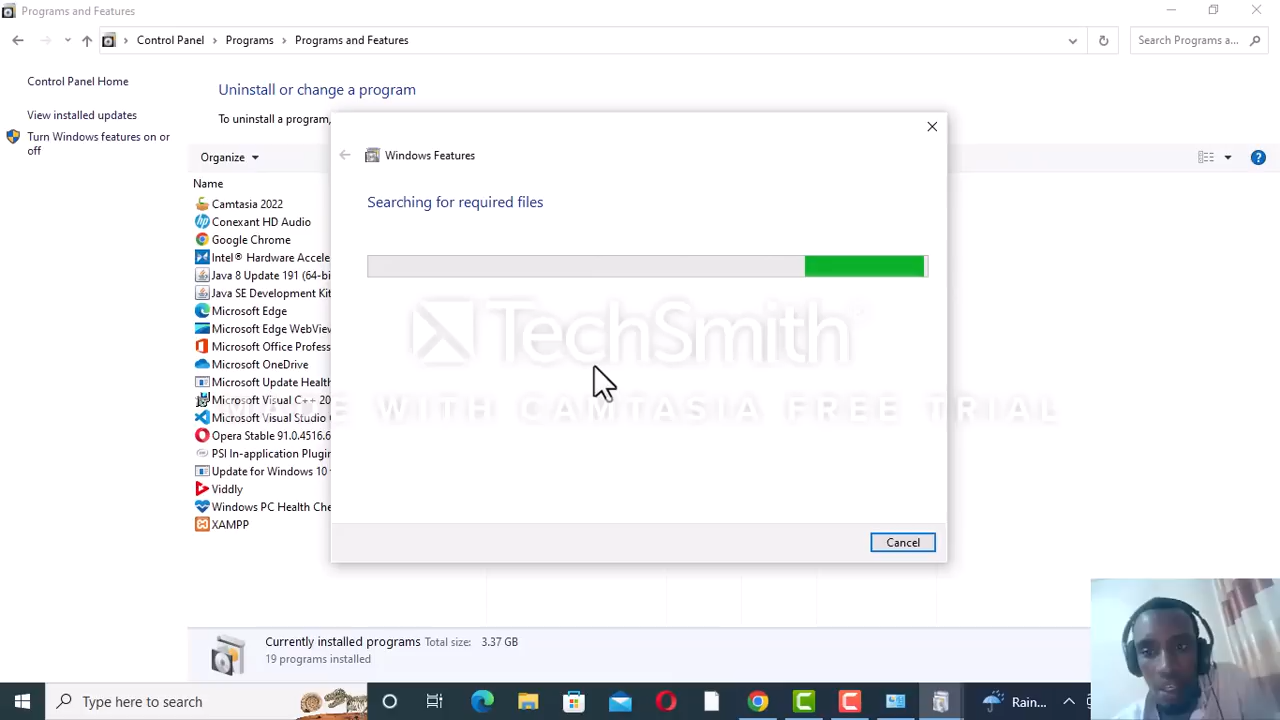 Programs and Features
Control Panel > Programs > Programs and Features
Search Programs a...
Control Panel Home
View installed updates
Turn Windows features on or
off
Uninstall or change a program
To uninstall a program,
Organize
Name
Camtasia 2022
Conexant HD Audio
Google Chrome
Intel® Hardware Accele
Java 8 Update 191 (64-bi
Java SE Development Kit
Microsoft Edge
Microsoft Edge WebView
Microsoft Office Profess
Microsoft OneDrive
Microsoft Update Health
Microsoft Visual C++ 20
Microsoft Visual Studio
Opera Stable 91.0.4516.6
PSI In-application Plugin
Update for Windows 10 f
Viddly
Windows PC Health Che
XAMPP
Windows Features
Searching for required files
TechSmith
MADE WITH CAMTASIA FREE TRIAL
Cancel
Currently installed programs Total size: 3.37 GB
19 programs installed
Type here to search
Rain...